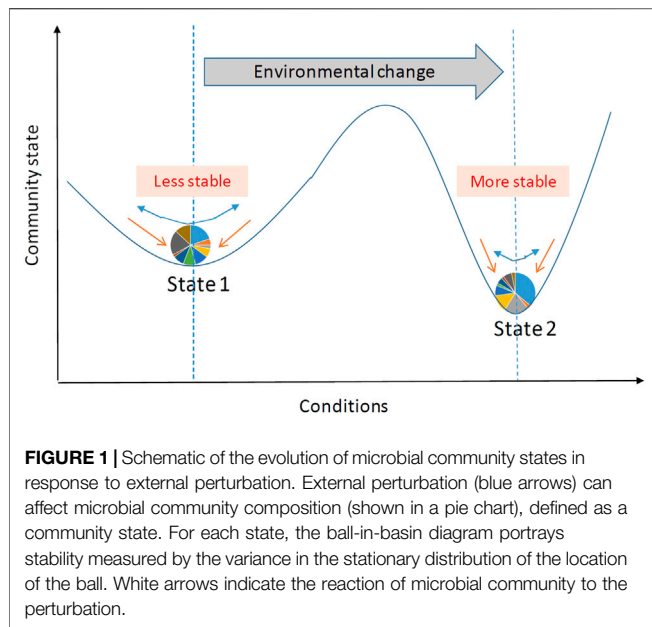 Environmental change
Community state
Less stable
More stable
State 1
State 2
Conditions
FIGURE 1 | Schematic of the evolution of microbial community states in
response to external perturbation. External perturbation (blue arrows) can
affect microbial community composition (shown in a pie chart), defined as a
community state. For each state, the ball-in-basin diagram portrays
stability measured by the variance in the stationary distribution of the location
of the ball. White arrows indicate the reaction of microbial community to the
perturbation.